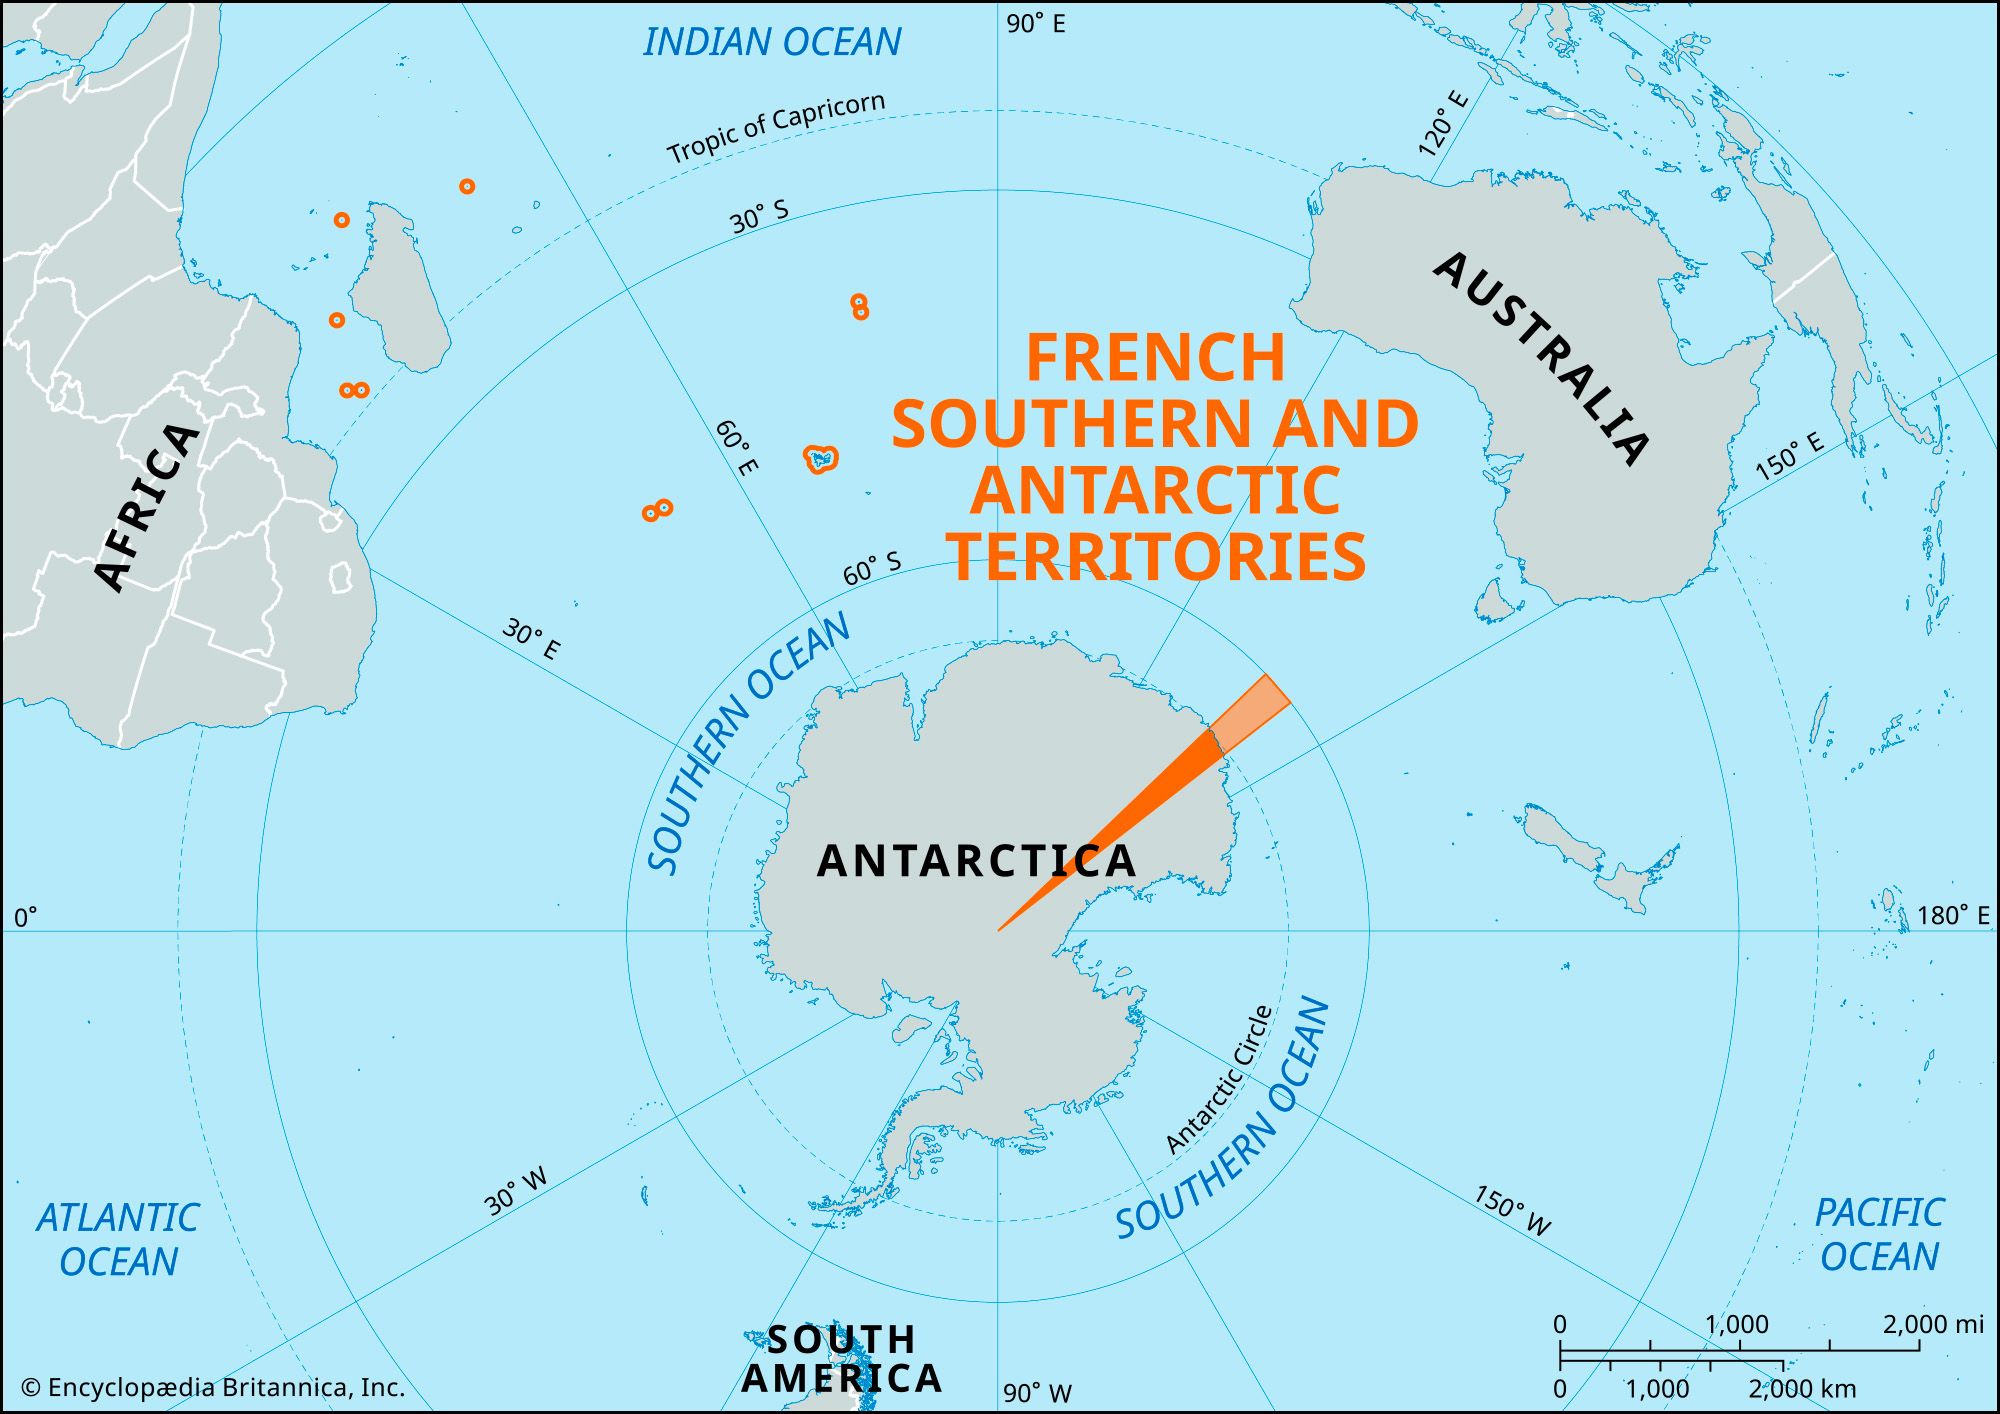 INDIAN OCEAN
90° E
Tropic of Capricorn
120° E
30° S
AUSTRALIA
FRENCH
SOUTHERN AND
ANTARCTIC
TERRITORIES
60° E
150° E
AFRICA
60° S
30° E
SOUTHERN OCEAN
ANTARCTICA
0°
180° E
Antarctic Circle
SOUTHERN OCEAN
30° W
150° W
ATLANTIC
OCEAN
PACIFIC
OCEAN
SOUTH
AMERICA
0 1,000 2,000 mi
0 1,000 2,000 km
© Encyclopædia Britannica, Inc.
90° W